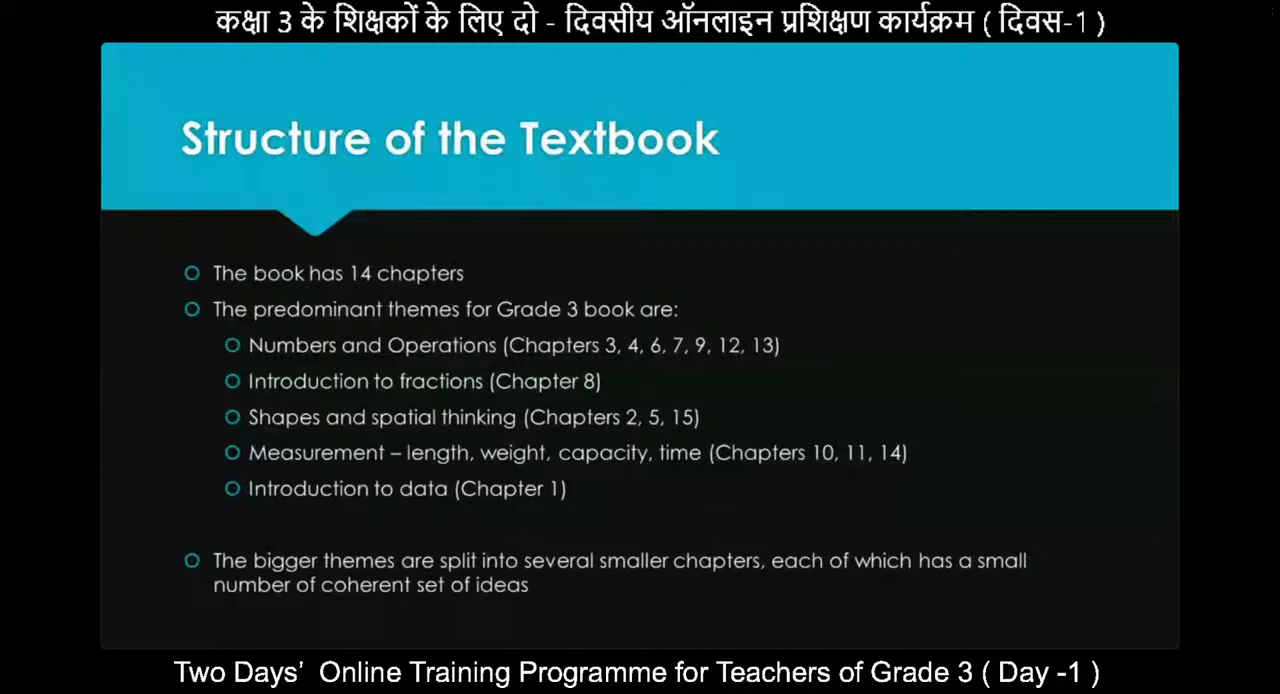 कक्षा 3 के शिक्षकों के लिए दो - दिवसीय ऑनलाइन प्रशिक्षण कार्यक्रम ( दिवस-1 )
Structure of the Textbook
The book has 14 chapters
The predominant themes for Grade 3 book are:
Numbers and Operations (Chapters 3, 4, 6, 7, 9, 12, 13)
Introduction to fractions (Chapter 8)
Shapes and spatial thinking (Chapters 2, 5, 15)
Measurement – length, weight, capacity, time (Chapters 10, 11, 14)
Introduction to data (Chapter 1)
The bigger themes are split into several smaller chapters, each of which has a small
number of coherent set of ideas
Two Days’ Online Training Programme for Teachers of Grade 3 ( Day -1 )